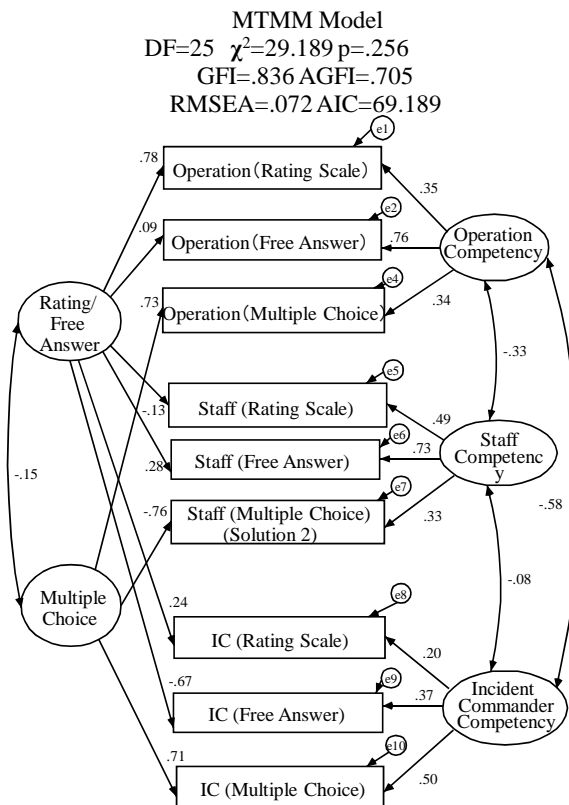 MTMM Model
DF=25 χ²=29.189 p=.256
GFI=.836 AGFI=.705
RMSEA=.072 AIC=69.189
e1
.78
Operation(Rating Scale)
.35
e2
.09
Operation(Free Answer)
.76
Operation
Competency
e4
.73
Operation(Multiple Choice)
.34
Rating/
Free
Answer
-.33
e5
-.13
Staff (Rating Scale)
.49
e6
.28
Staff (Free Answer)
.73
Staff
Competenc
y
e7
-.15
-.76
Staff (Multiple Choice)
(Solution 2)
.33
-.58
-.08
Multiple
Choice
e8
.24
IC (Rating Scale)
.20
e9
-.67
IC (Free Answer)
.37
Incident
Commander
Competency
e10
.71
IC (Multiple Choice)
.50